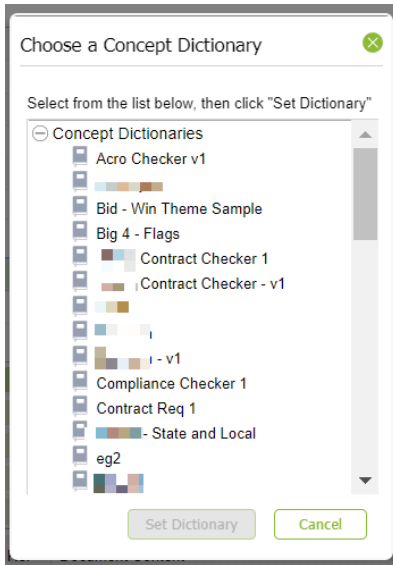 Choose a Concept Dictionary
Select from the list below, then click "Set Dictionary"
Concept Dictionaries
Acro Checker v1
Bid - Win Theme Sample
Big 4 - Flags
Contract Checker 1
Contract Checker - v1
- v1
Compliance Checker 1
Contract Req 1
- State and Local
eg2
Set Dictionary
Cancel